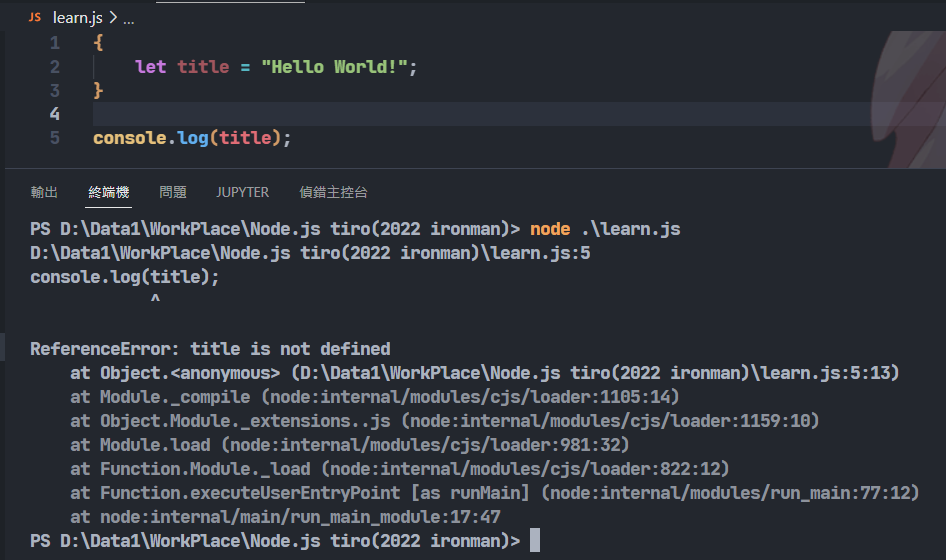 JS learn.js > ...
1 {
2 let title = "Hello World!";
3 }
4
5 console.log(title);
輸出 終端機 問題 JUPYTER 偵錯主控台
PS D:\Data1\WorkPlace\Node.js tiro(2022 ironman)> node .\learn.js
D:\Data1\WorkPlace\Node.js tiro(2022 ironman)\learn.js:5
console.log(title);
^
ReferenceError: title is not defined
at Object.<anonymous> (D:\Data1\WorkPlace\Node.js tiro(2022 ironman)\learn.js:5:13)
at Module._compile (node:internal/modules/cjs/loader:1105:14)
at Object.Module._extensions..js (node:internal/modules/cjs/loader:1159:10)
at Module.load (node:internal/modules/cjs/loader:981:32)
at Function.Module._load (node:internal/modules/cjs/loader:822:12)
at Function.executeUserEntryPoint [as runMain] (node:internal/modules/run_main:77:12)
at node:internal/main/run_main_module:17:47
PS D:\Data1\WorkPlace\Node.js tiro(2022 ironman)>